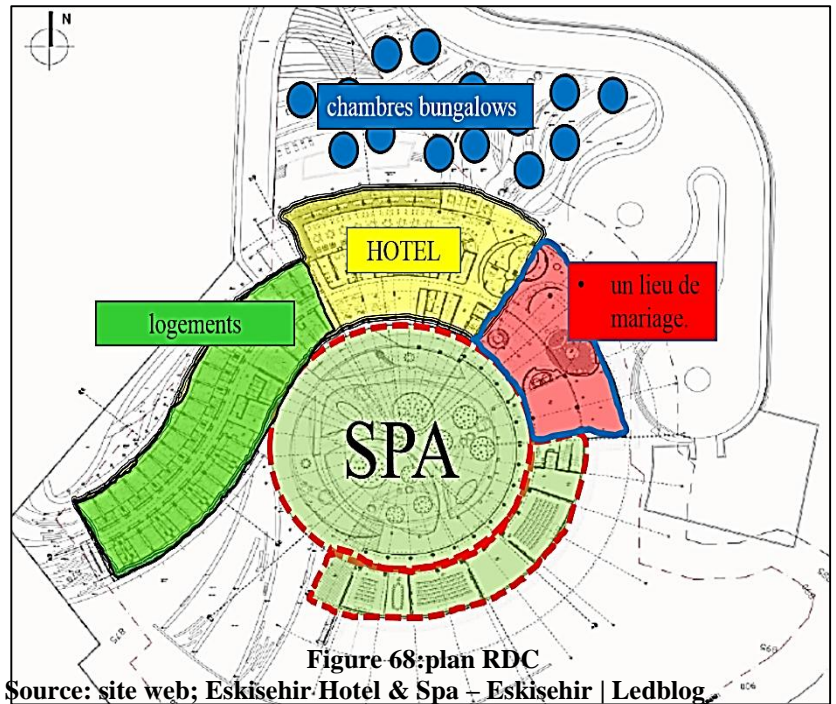 N
chambres bungalows
HOTEL
• un lieu de
mariage.
logements
SPA
Figure 68:plan RDC
Source: site web; Eskisehir Hotel & Spa – Eskisehir | Ledblog